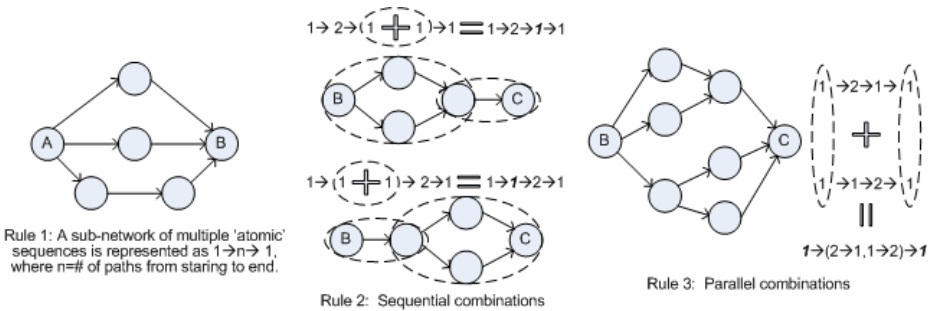 A
B
Rule 1: A sub-network of multiple 'atomic'
sequences is represented as 1→n→ 1,
where n=# of paths from staring to end.
1→ 2→ (1 + 1) →1 = 1→2→1→1
B
C
1→ (1 + 1) → 2→1 = 1→1→2→1
B
C
Rule 2: Sequential combinations
B
C
1 →2→1→ 1
+
1 →1→2→ 1
=
1→(2→1,1→2)→1
Rule 3: Parallel combinations